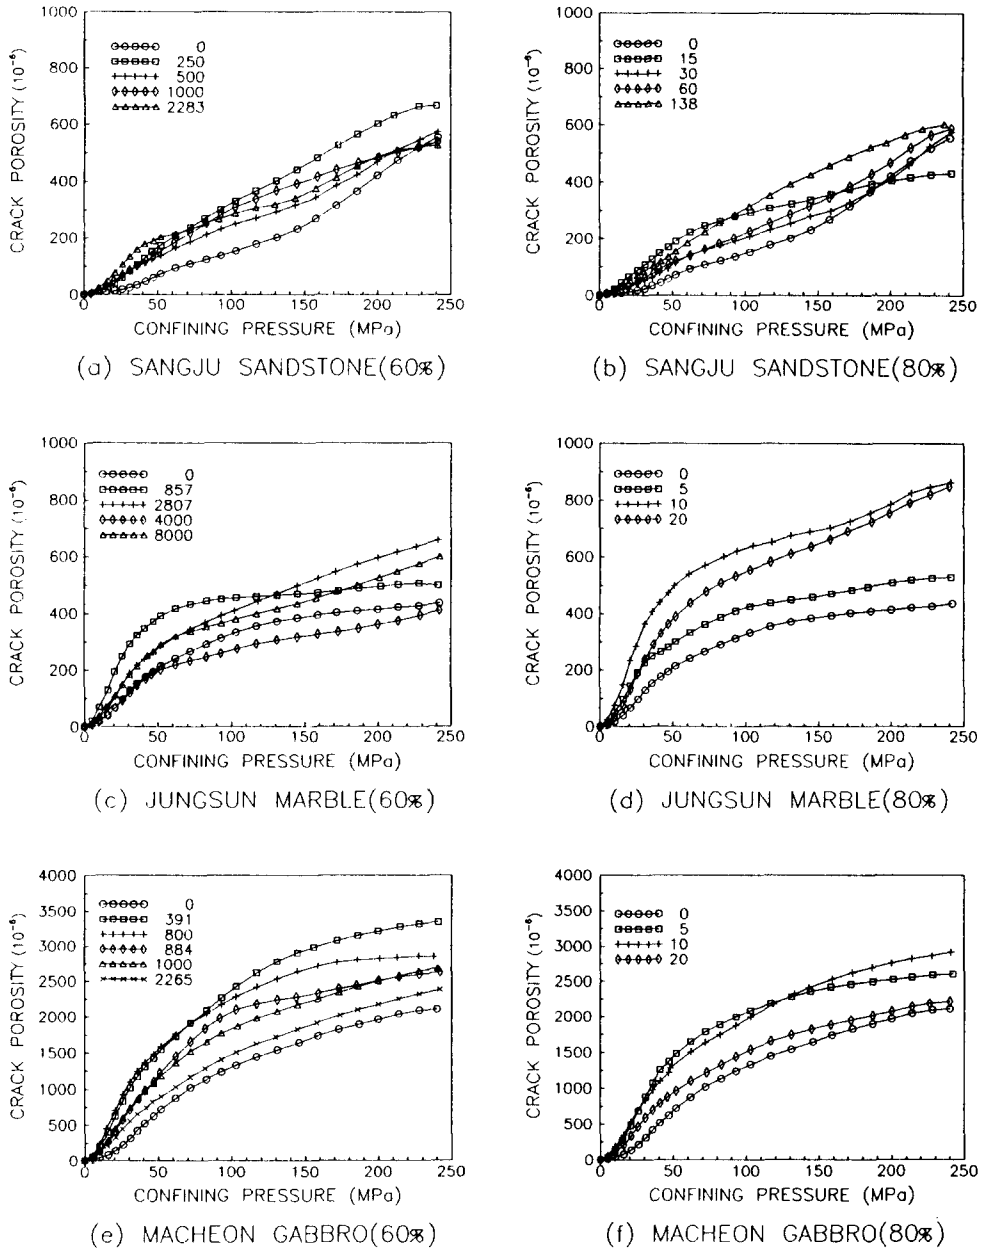 1000
800
600
400
200
0
CRACK POROSITY (10⁻⁶)
0
250
500
1000
2283
0 50 100 150 200 250
CONFINING PRESSURE (MPa)
(a) SANGJU SANDSTONE(60%)
1000
800
600
400
200
0
CRACK POROSITY (10⁻⁶)
0
15
30
60
138
0 50 100 150 200 250
CONFINING PRESSURE (MPa)
(b) SANGJU SANDSTONE(80%)
1000
800
600
400
200
0
CRACK POROSITY (10⁻⁶)
0
857
2807
4000
8000
0 50 100 150 200 250
CONFINING PRESSURE (MPa)
(c) JUNGSUN MARBLE(60%)
1000
800
600
400
200
0
CRACK POROSITY (10⁻⁶)
0
5
10
20
0 50 100 150 200 250
CONFINING PRESSURE (MPa)
(d) JUNGSUN MARBLE(80%)
4000
3500
3000
2500
2000
1500
1000
500
0
CRACK POROSITY (10⁻⁶)
0
391
800
884
1000
2265
0 50 100 150 200 250
CONFINING PRESSURE (MPa)
(e) MACHEON GABBRO(60%)
4000
3500
3000
2500
2000
1500
1000
500
0
CRACK POROSITY (10⁻⁶)
0
5
10
20
0 50 100 150 200 250
CONFINING PRESSURE (MPa)
(f) MACHEON GABBRO(80%)